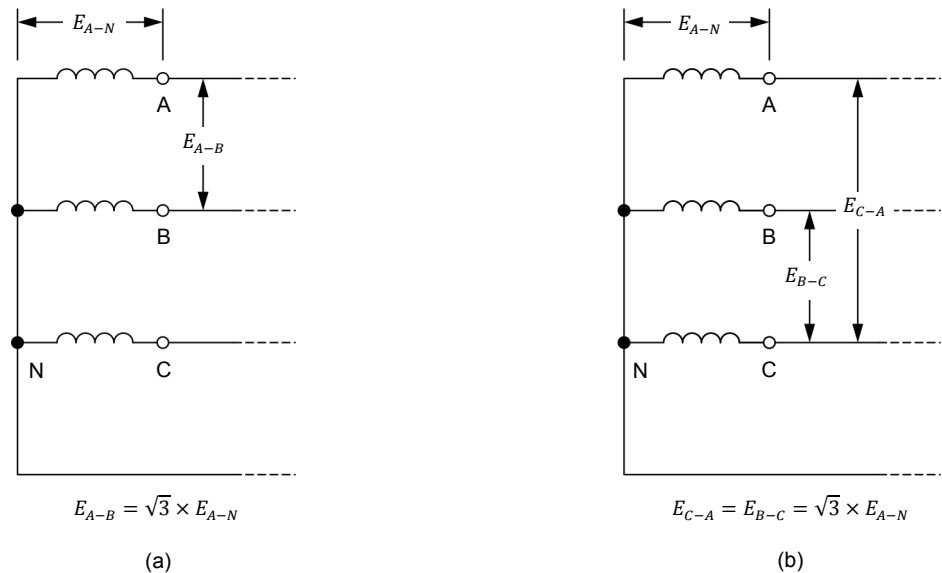 E_{A-N}
A
E_{A-B}
B
N
C
E_{A-B} = √3 × E_{A-N}
(a)
E_{A-N}
A
E_{C-A}
B
E_{B-C}
N
C
E_{C-A} = E_{B-C} = √3 × E_{A-N}
(b)